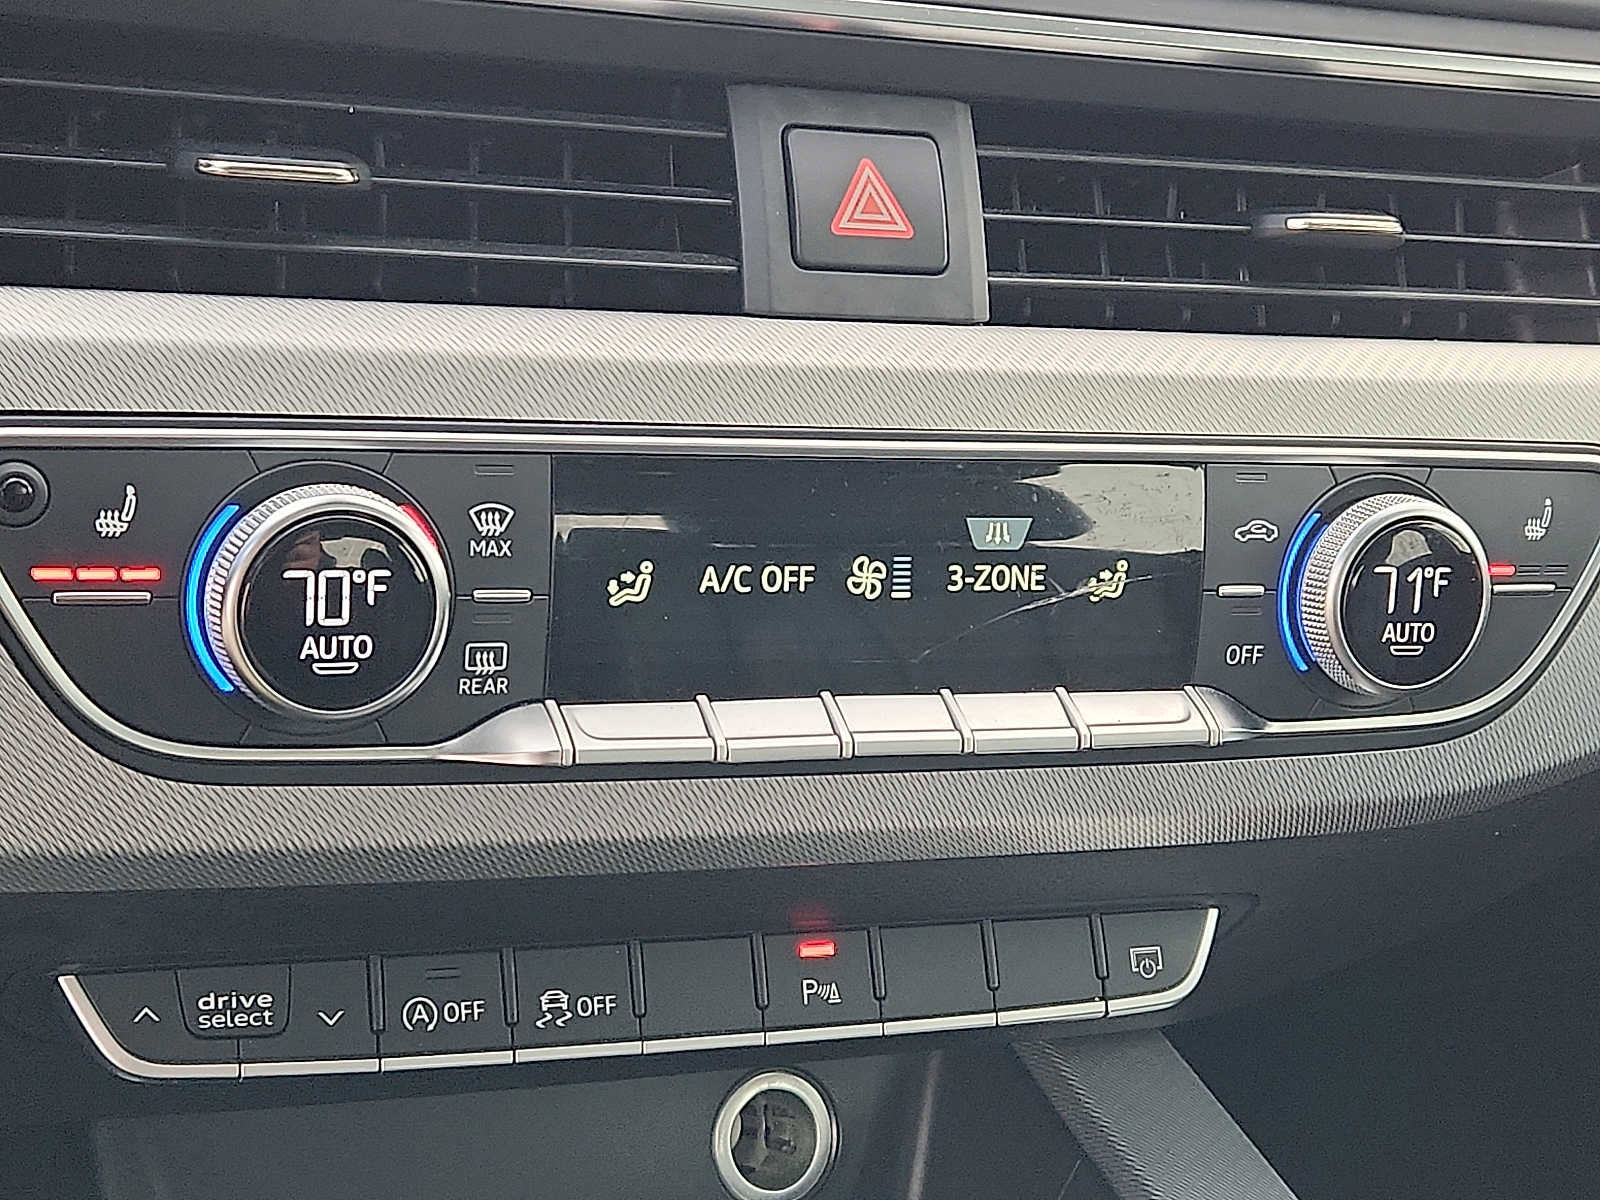 MAX
70°F
AUTO
REAR
A/C OFF
3-ZONE
OFF
71°F
AUTO
drive
select
A OFF
OFF
P